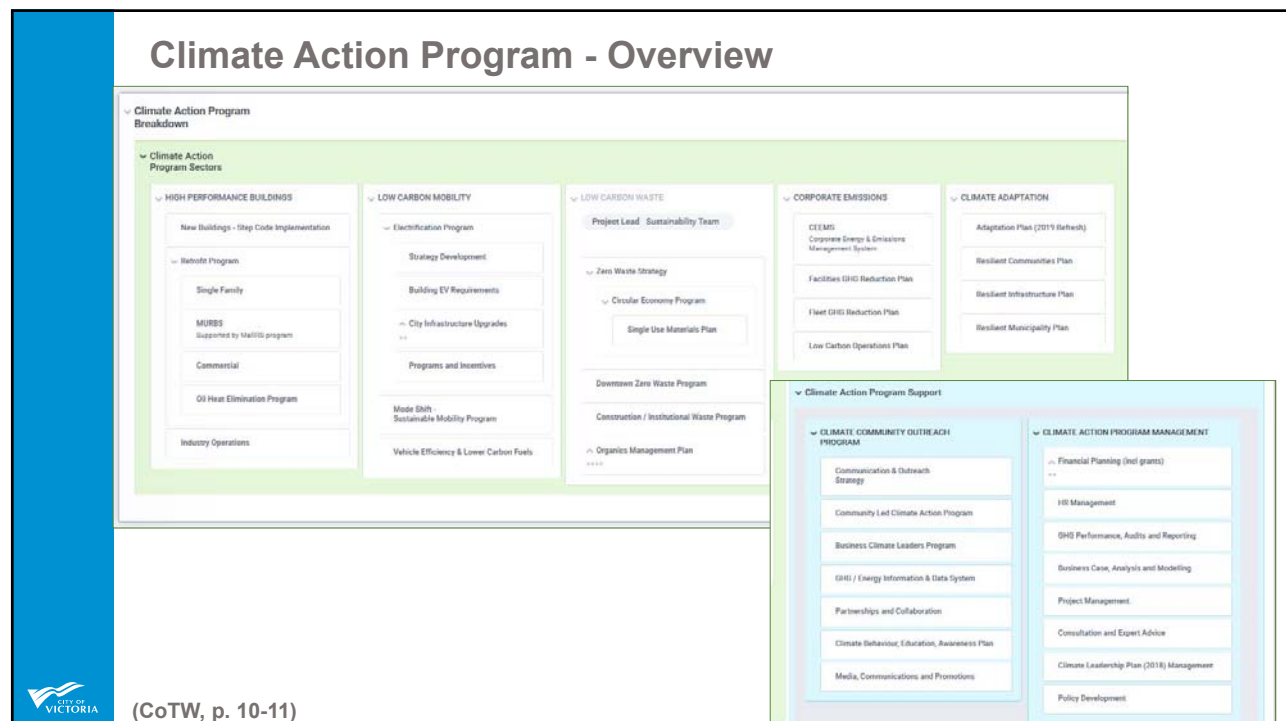 Climate Action Program - Overview
Climate Action Program
Breakdown
Climate Action
Program Sectors
HIGH PERFORMANCE BUILDINGS
New Buildings - Step Code Implementation
Retrofit Program
Single Family
MURBS
Supported by MaRRS program
Commercial
Oil Heat Elimination Program
Industry Operations
LOW CARBON MOBILITY
Electrification Program
Strategy Development
Building EV Requirements
City Infrastructure Upgrades
Programs and Incentives
Mode Shift -
Sustainable Mobility Program
Vehicle Efficiency & Lower Carbon Fuels
LOW CARBON WASTE
Project Lead Sustainability Team
Zero Waste Strategy
Circular Economy Program
Single Use Materials Plan
Downtown Zero Waste Program
Construction / Institutional Waste Program
Organics Management Plan
CORPORATE EMISSIONS
CEEMS
Corporate Energy & Emissions
Management System
Facilities GHG Reduction Plan
Fleet GHG Reduction Plan
Low Carbon Operations Plan
CLIMATE ADAPTATION
Adaptation Plan (2019 Refresh)
Resilient Communities Plan
Resilient Infrastructure Plan
Resilient Municipality Plan
Climate Action Program Support
CLIMATE COMMUNITY OUTREACH
PROGRAM
Communication & Outreach
Strategy
Community Led Climate Action Program
Business Climate Leaders Program
GHG / Energy Information & Data System
Partnerships and Collaboration
Climate Behaviour, Education, Awareness Plan
Media, Communications and Promotions
CLIMATE ACTION PROGRAM MANAGEMENT
Financial Planning (incl grants)
HR Management
GHG Performance, Audits and Reporting
Business Case, Analysis and Modelling
Project Management
Consultation and Expert Advice
Climate Leadership Plan (2018) Management
Policy Development
CITY OF
VICTORIA
(CoTW, p. 10-11)